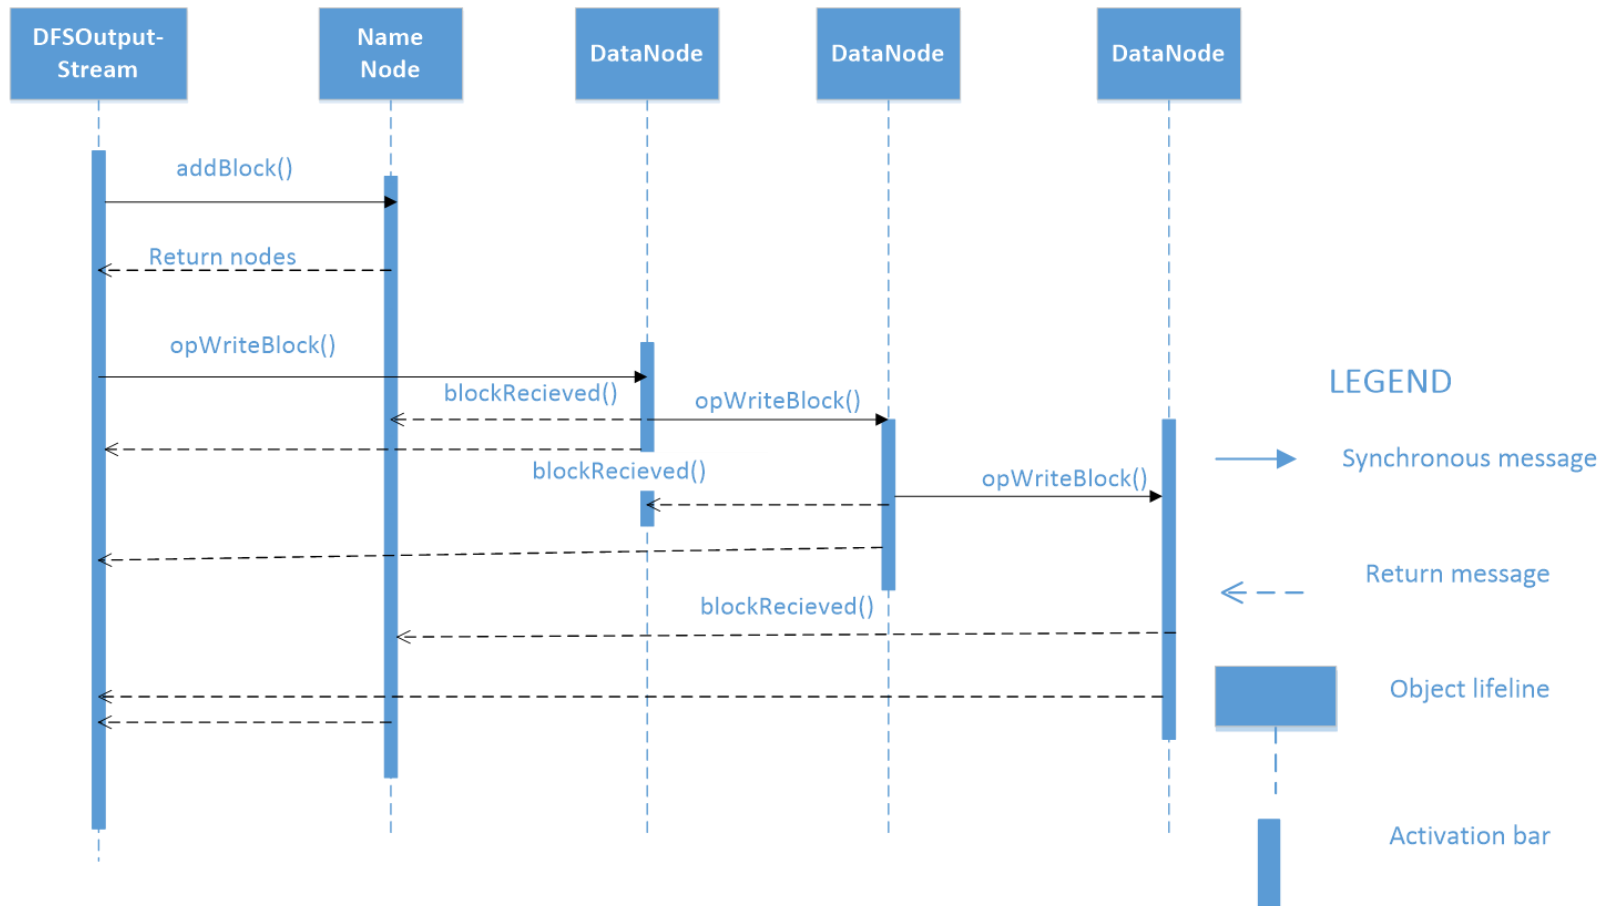 DFSOutput-
Stream
Name
Node
DataNode
DataNode
DataNode
addBlock()
Return nodes
opWriteBlock()
blockRecieved()
opWriteBlock()
blockRecieved()
opWriteBlock()
blockRecieved()
LEGEND
Synchronous message
Return message
Object lifeline
Activation bar